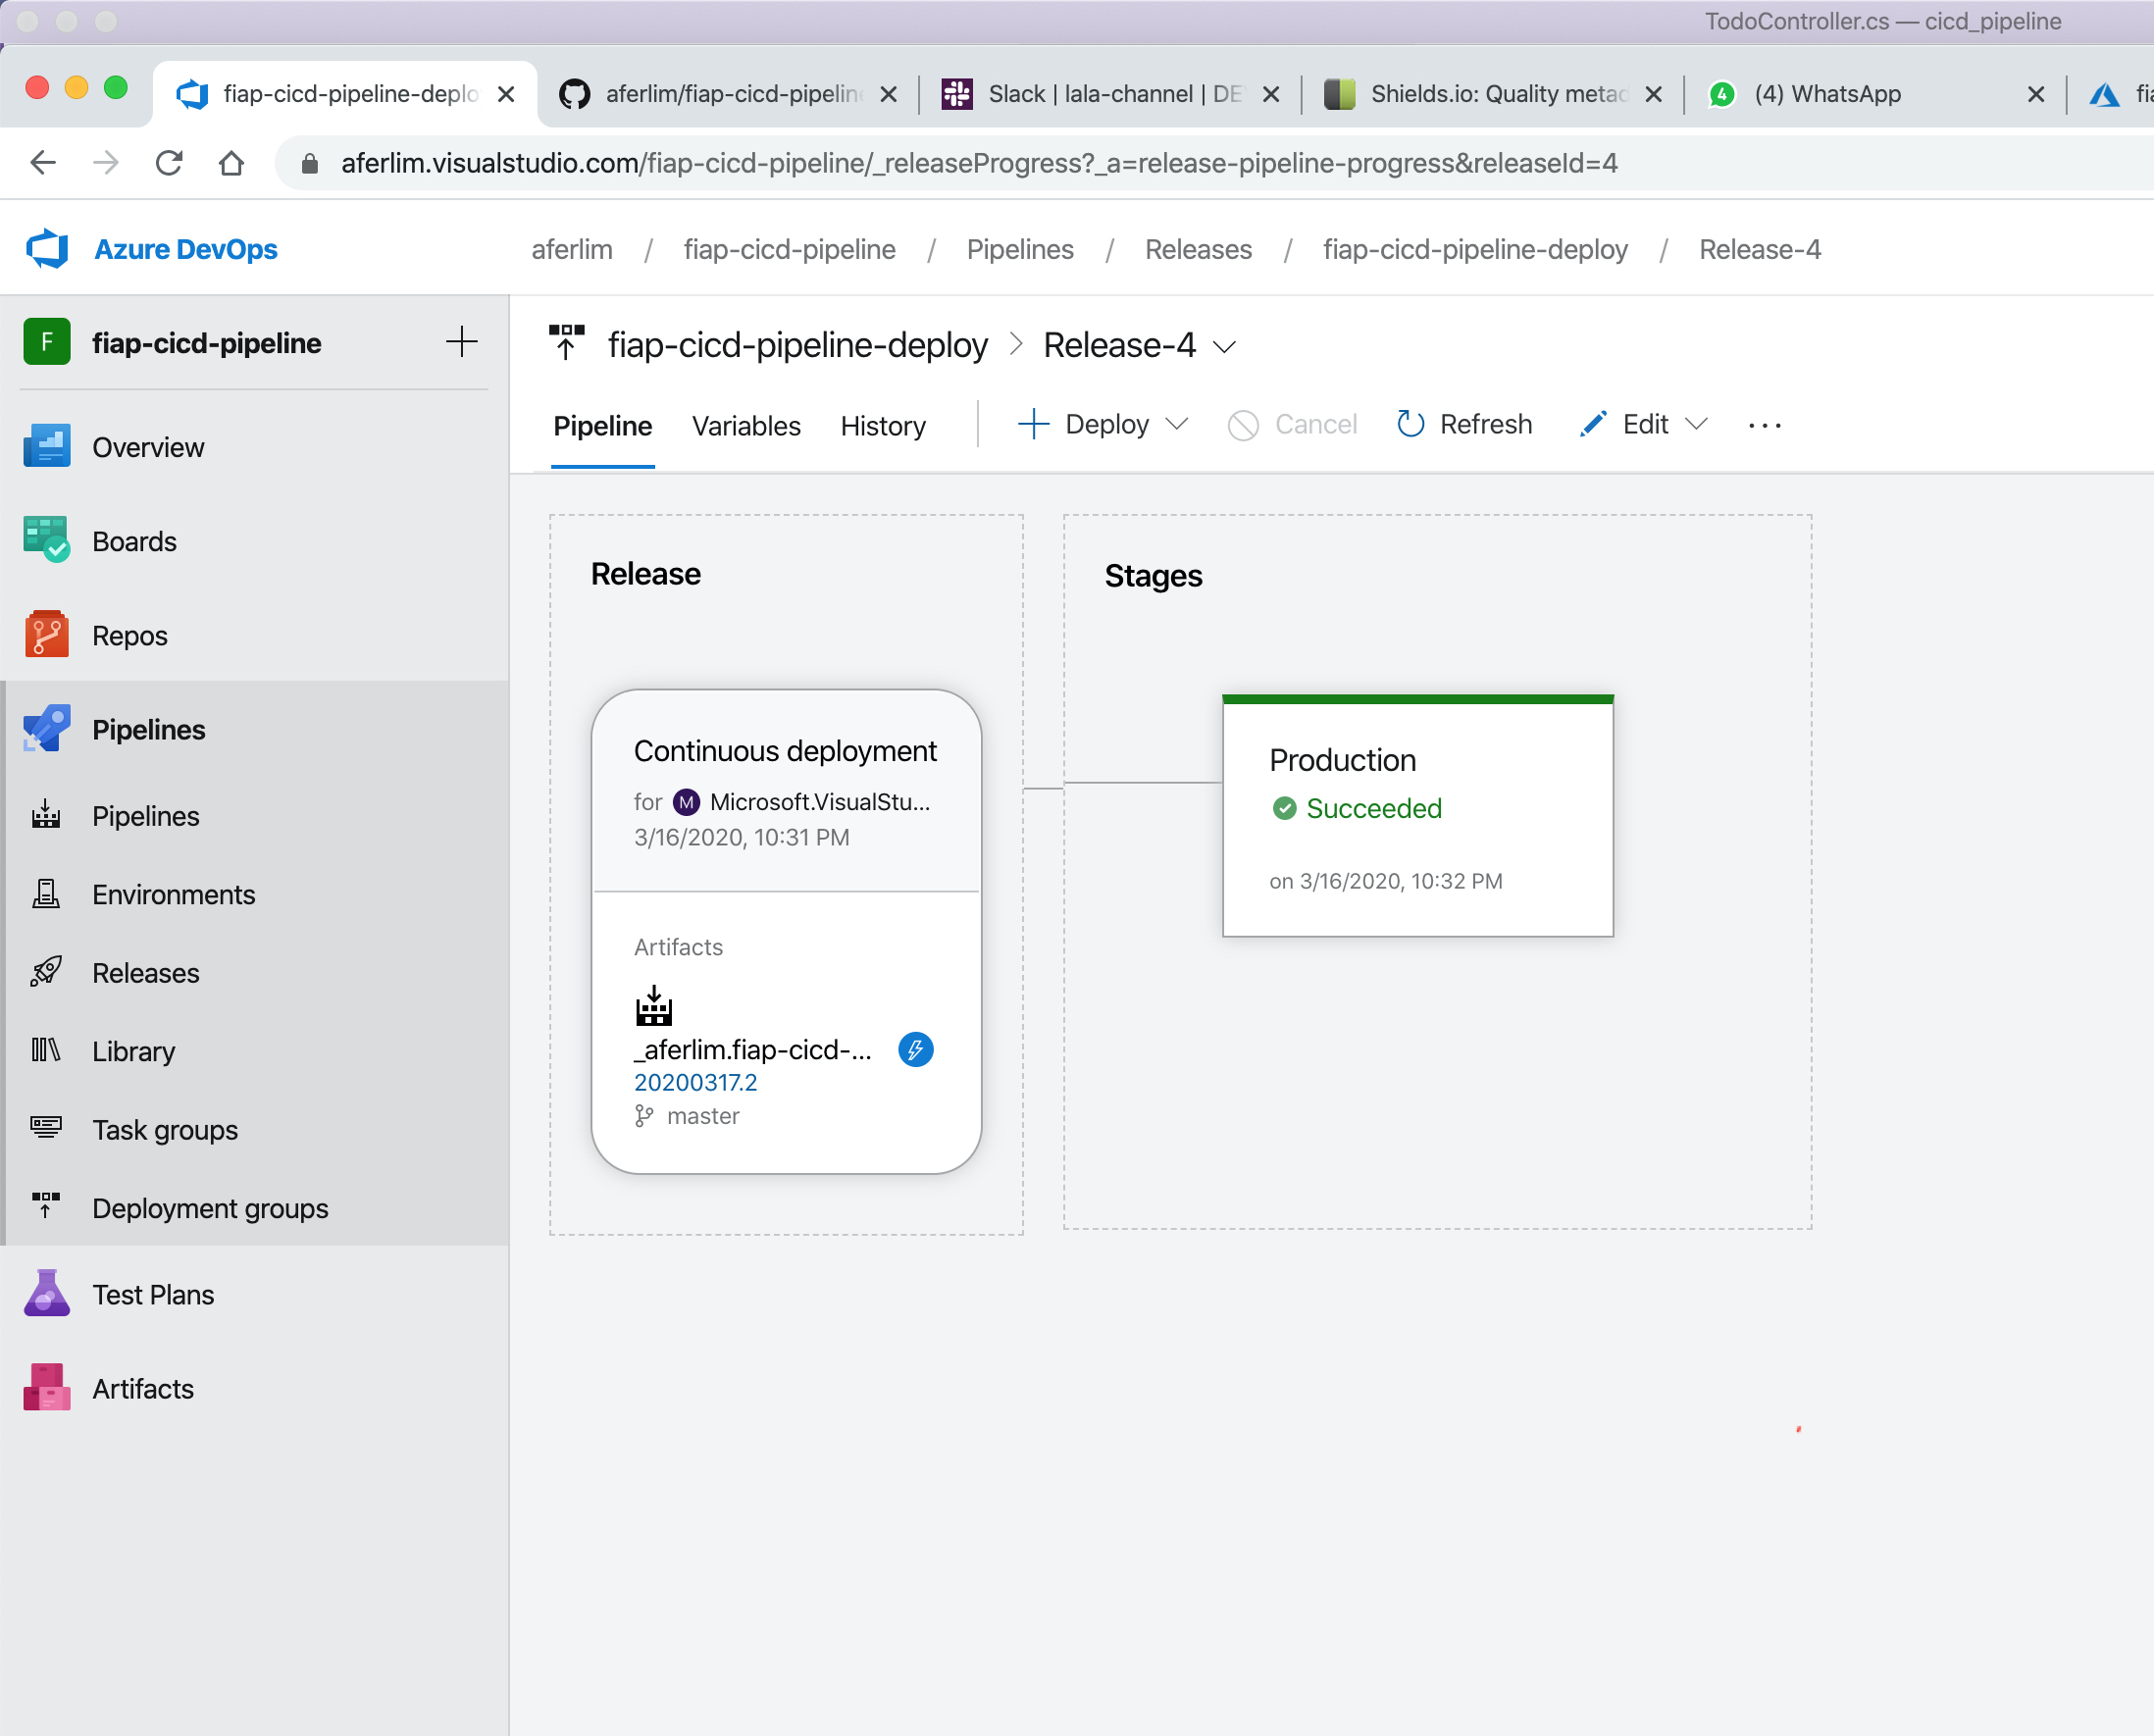 TodoController.cs — cicd_pipeline
fiap-cicd-pipeline-deplo
aferlim/fiap-cicd-pipeline
Slack | lala-channel | DE
Shields.io: Quality metad
4
(4) WhatsApp
fia
aferlim.visualstudio.com/fiap-cicd-pipeline/_releaseProgress?_a=release-pipeline-progress&releaseId=4
Azure DevOps
aferlim / fiap-cicd-pipeline / Pipelines / Releases / fiap-cicd-pipeline-deploy / Release-4
F
fiap-cicd-pipeline
Overview
Boards
Repos
Pipelines
Pipelines
Environments
Releases
Library
Task groups
Deployment groups
Test Plans
Artifacts
fiap-cicd-pipeline-deploy > Release-4
Pipeline Variables History Deploy Cancel Refresh Edit ...
Release
Continuous deployment
for M Microsoft.VisualStu...
3/16/2020, 10:31 PM
Artifacts
_aferlim.fiap-cicd-...
20200317.2
master
Stages
Production
Succeeded
on 3/16/2020, 10:32 PM